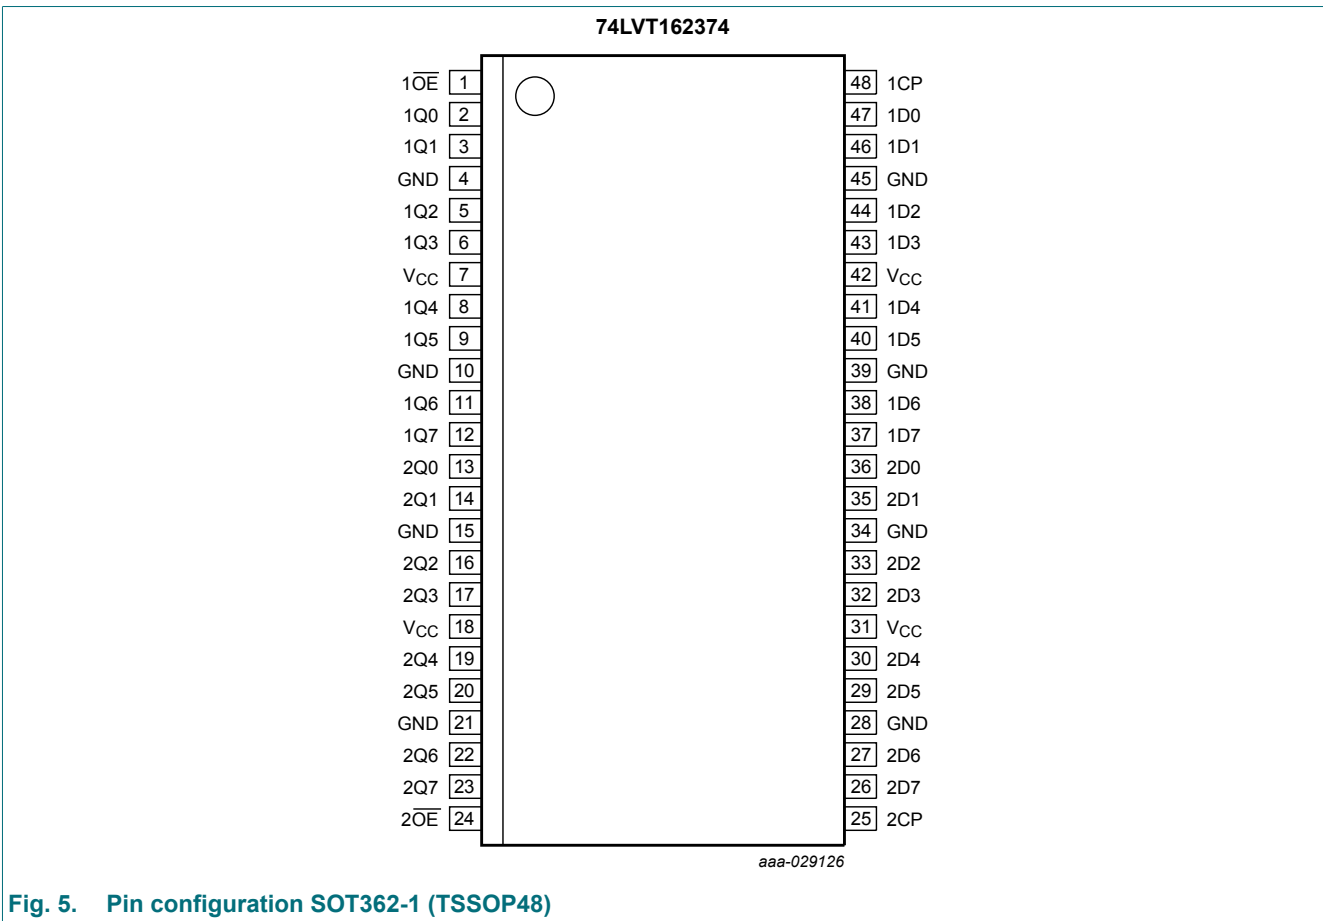 74LVT162374
1OE 1 48 1CP
1Q0 2 47 1D0
1Q1 3 46 1D1
GND 4 45 GND
1Q2 5 44 1D2
1Q3 6 43 1D3
VCC 7 42 VCC
1Q4 8 41 1D4
1Q5 9 40 1D5
GND 10 39 GND
1Q6 11 38 1D6
1Q7 12 37 1D7
2Q0 13 36 2D0
2Q1 14 35 2D1
GND 15 34 GND
2Q2 16 33 2D2
2Q3 17 32 2D3
VCC 18 31 VCC
2Q4 19 30 2D4
2Q5 20 29 2D5
GND 21 28 GND
2Q6 22 27 2D6
2Q7 23 26 2D7
2OE 24 25 2CP
aaa-029126
Fig. 5. Pin configuration SOT362-1 (TSSOP48)